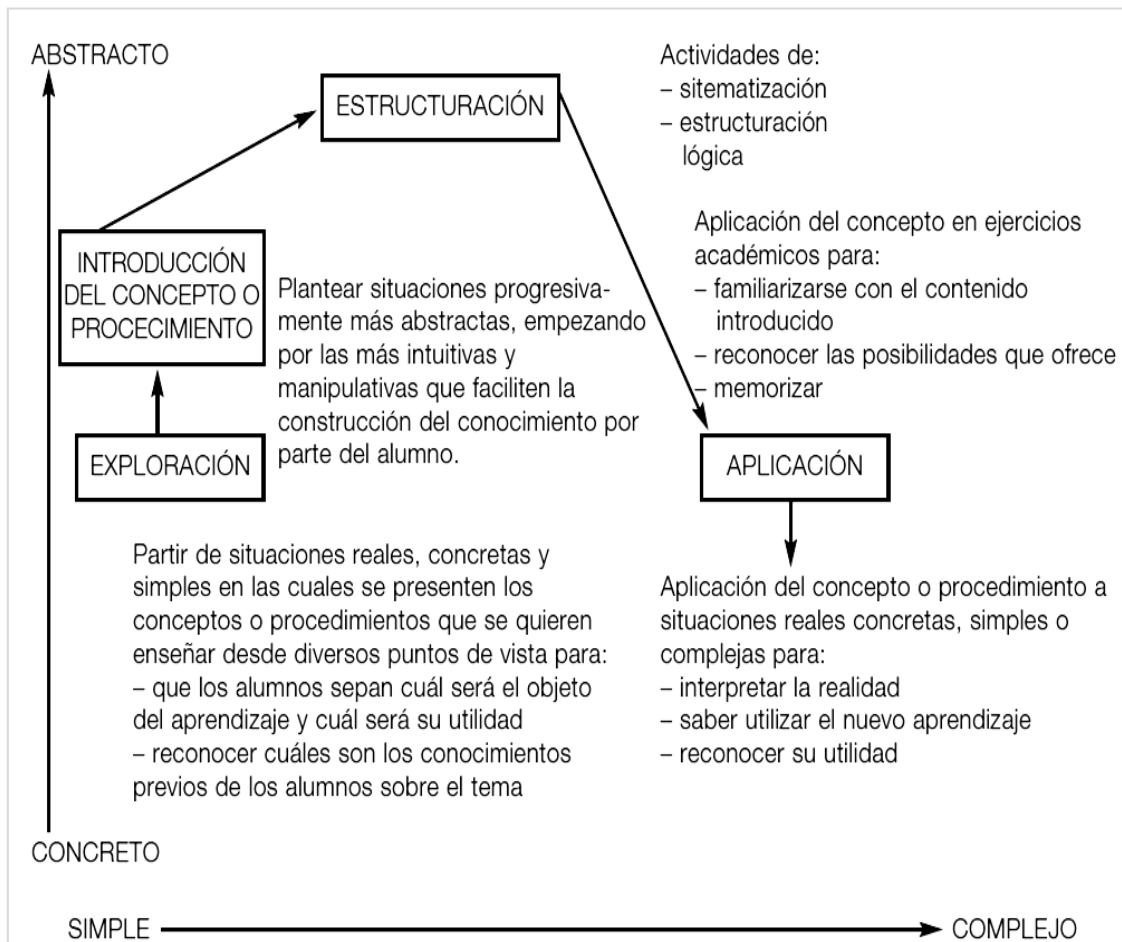 ABSTRACTO
ESTRUCTURACIÓN
Actividades de:
– sitematización
– estructuración
lógica
INTRODUCCIÓN
DEL CONCEPTO O
PROCECIMIENTO
Plantear situaciones progresiva-
mente más abstractas, empezando
por las más intuitivas y
manipulativas que faciliten la
construcción del conocimiento por
parte del alumno.
Aplicación del concepto en ejercicios
académicos para:
– familiarizarse con el contenido
introducido
– reconocer las posibilidades que ofrece
– memorizar
EXPLORACIÓN
APLICACIÓN
Partir de situaciones reales, concretas y
simples en las cuales se presenten los
conceptos o procedimientos que se quieren
enseñar desde diversos puntos de vista para:
– que los alumnos sepan cuál será el objeto
del aprendizaje y cuál será su utilidad
– reconocer cuáles son los conocimientos
previos de los alumnos sobre el tema
Aplicación del concepto o procedimiento a
situaciones reales concretas, simples o
complejas para:
– interpretar la realidad
– saber utilizar el nuevo aprendizaje
– reconocer su utilidad
CONCRETO
SIMPLE
COMPLEJO